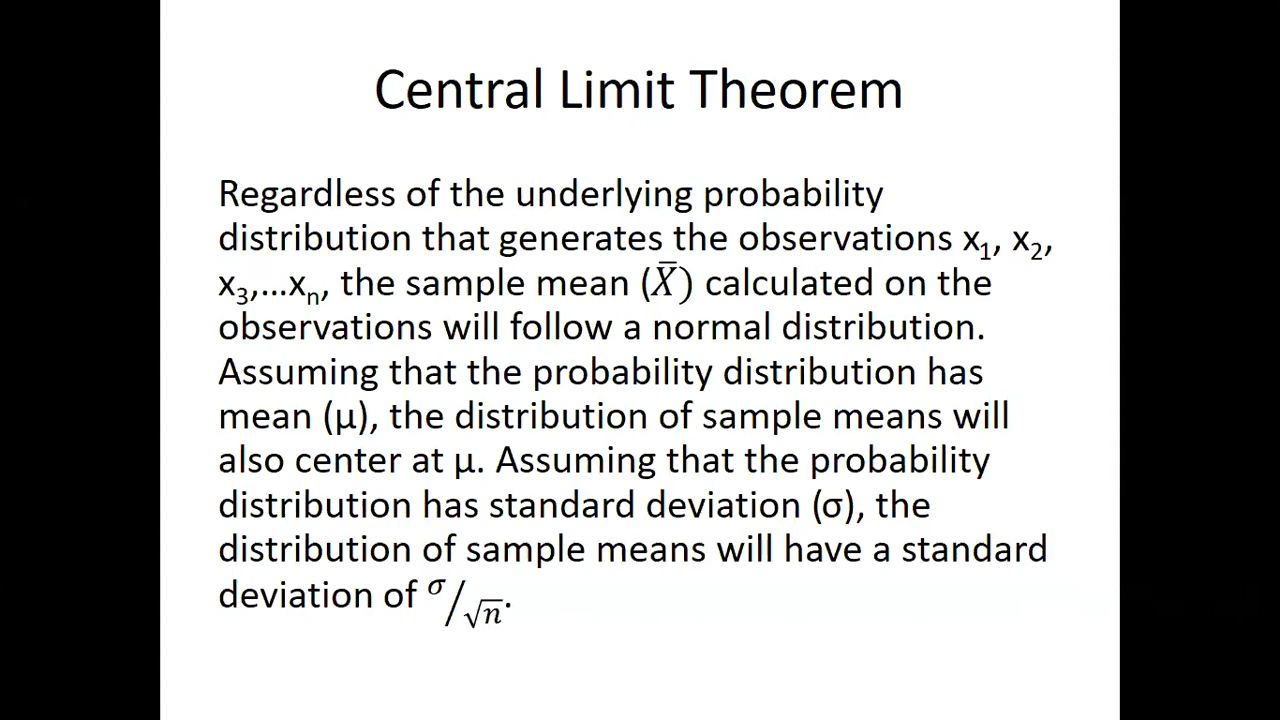 Central Limit Theorem
Regardless of the underlying probability
distribution that generates the observations x₁, x₂,
x₃,…xₙ, the sample mean (X̄) calculated on the
observations will follow a normal distribution.
Assuming that the probability distribution has
mean (μ), the distribution of sample means will
also center at μ. Assuming that the probability
distribution has standard deviation (σ), the
distribution of sample means will have a standard
deviation of σ/√n.